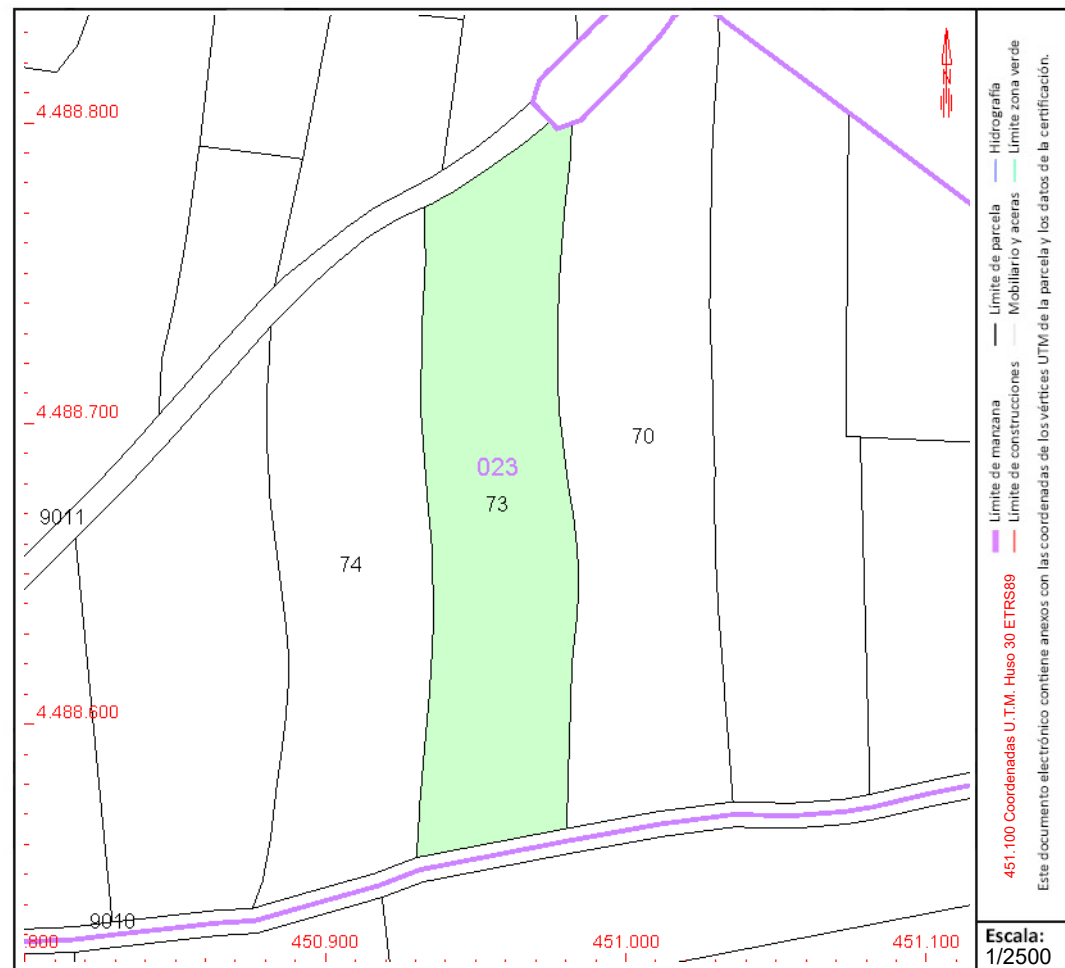 4.488.800
4.488.700
4.488.600
.800
450.900
451.000
451.100
9011
74
023
73
70
9010
N
451.100 Coordenadas U.T.M. Huso 30 ETRS89
Límite de manzana
Límite de construcciones
Límite de parcela
Mobiliario y aceras
Hidrografía
Límite zona verde
Este documento electrónico contiene anexos con las coordenadas de los vértices UTM de la parcela y los datos de la certificación.
Escala:
1/2500